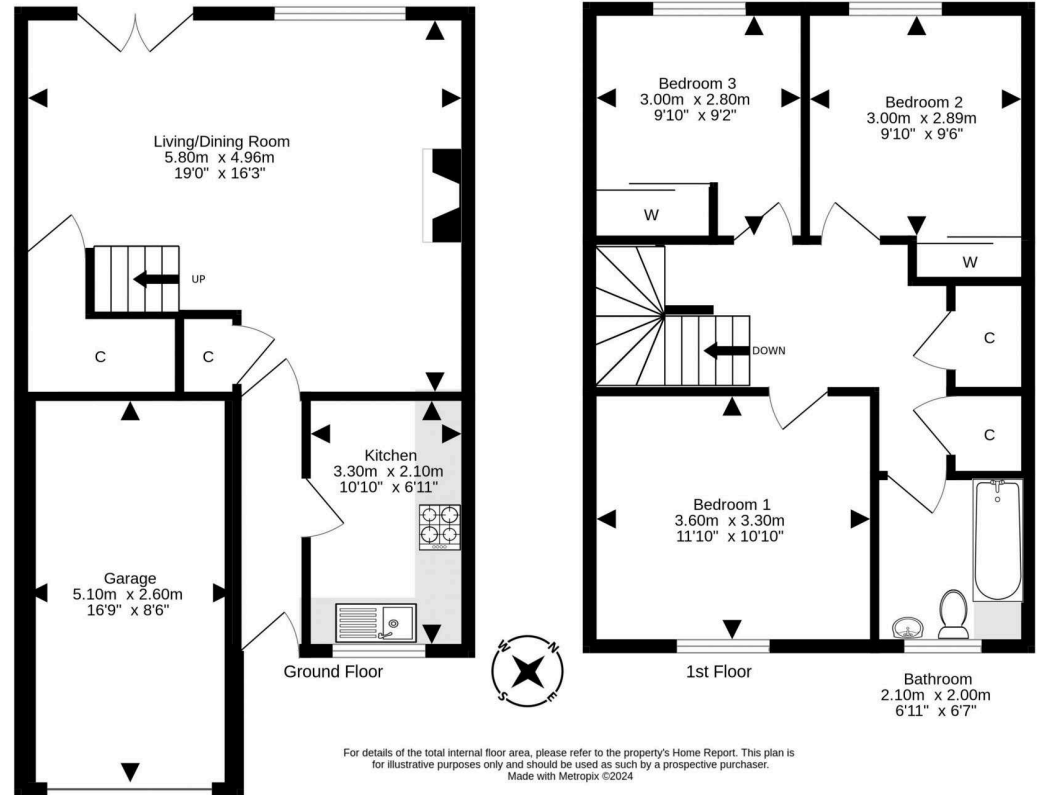 Living/Dining Room
5.80m x 4.96m
19'0" x 16'3"
UP
C
C
Kitchen
3.30m x 2.10m
10'10" x 6'11"
Garage
5.10m x 2.60m
16'9" x 8'6"
Ground Floor
Bedroom 3
3.00m x 2.80m
9'10" x 9'2"
Bedroom 2
3.00m x 2.89m
9'10" x 9'6"
W
W
DOWN
C
C
Bedroom 1
3.60m x 3.30m
11'10" x 10'10"
1st Floor
Bathroom
2.10m x 2.00m
6'11" x 6'7"
W
N
S
E
For details of the total internal floor area, please refer to the property's Home Report. This plan is
for illustrative purposes only and should be used as such by a prospective purchaser.
Made with Metropix ©2024